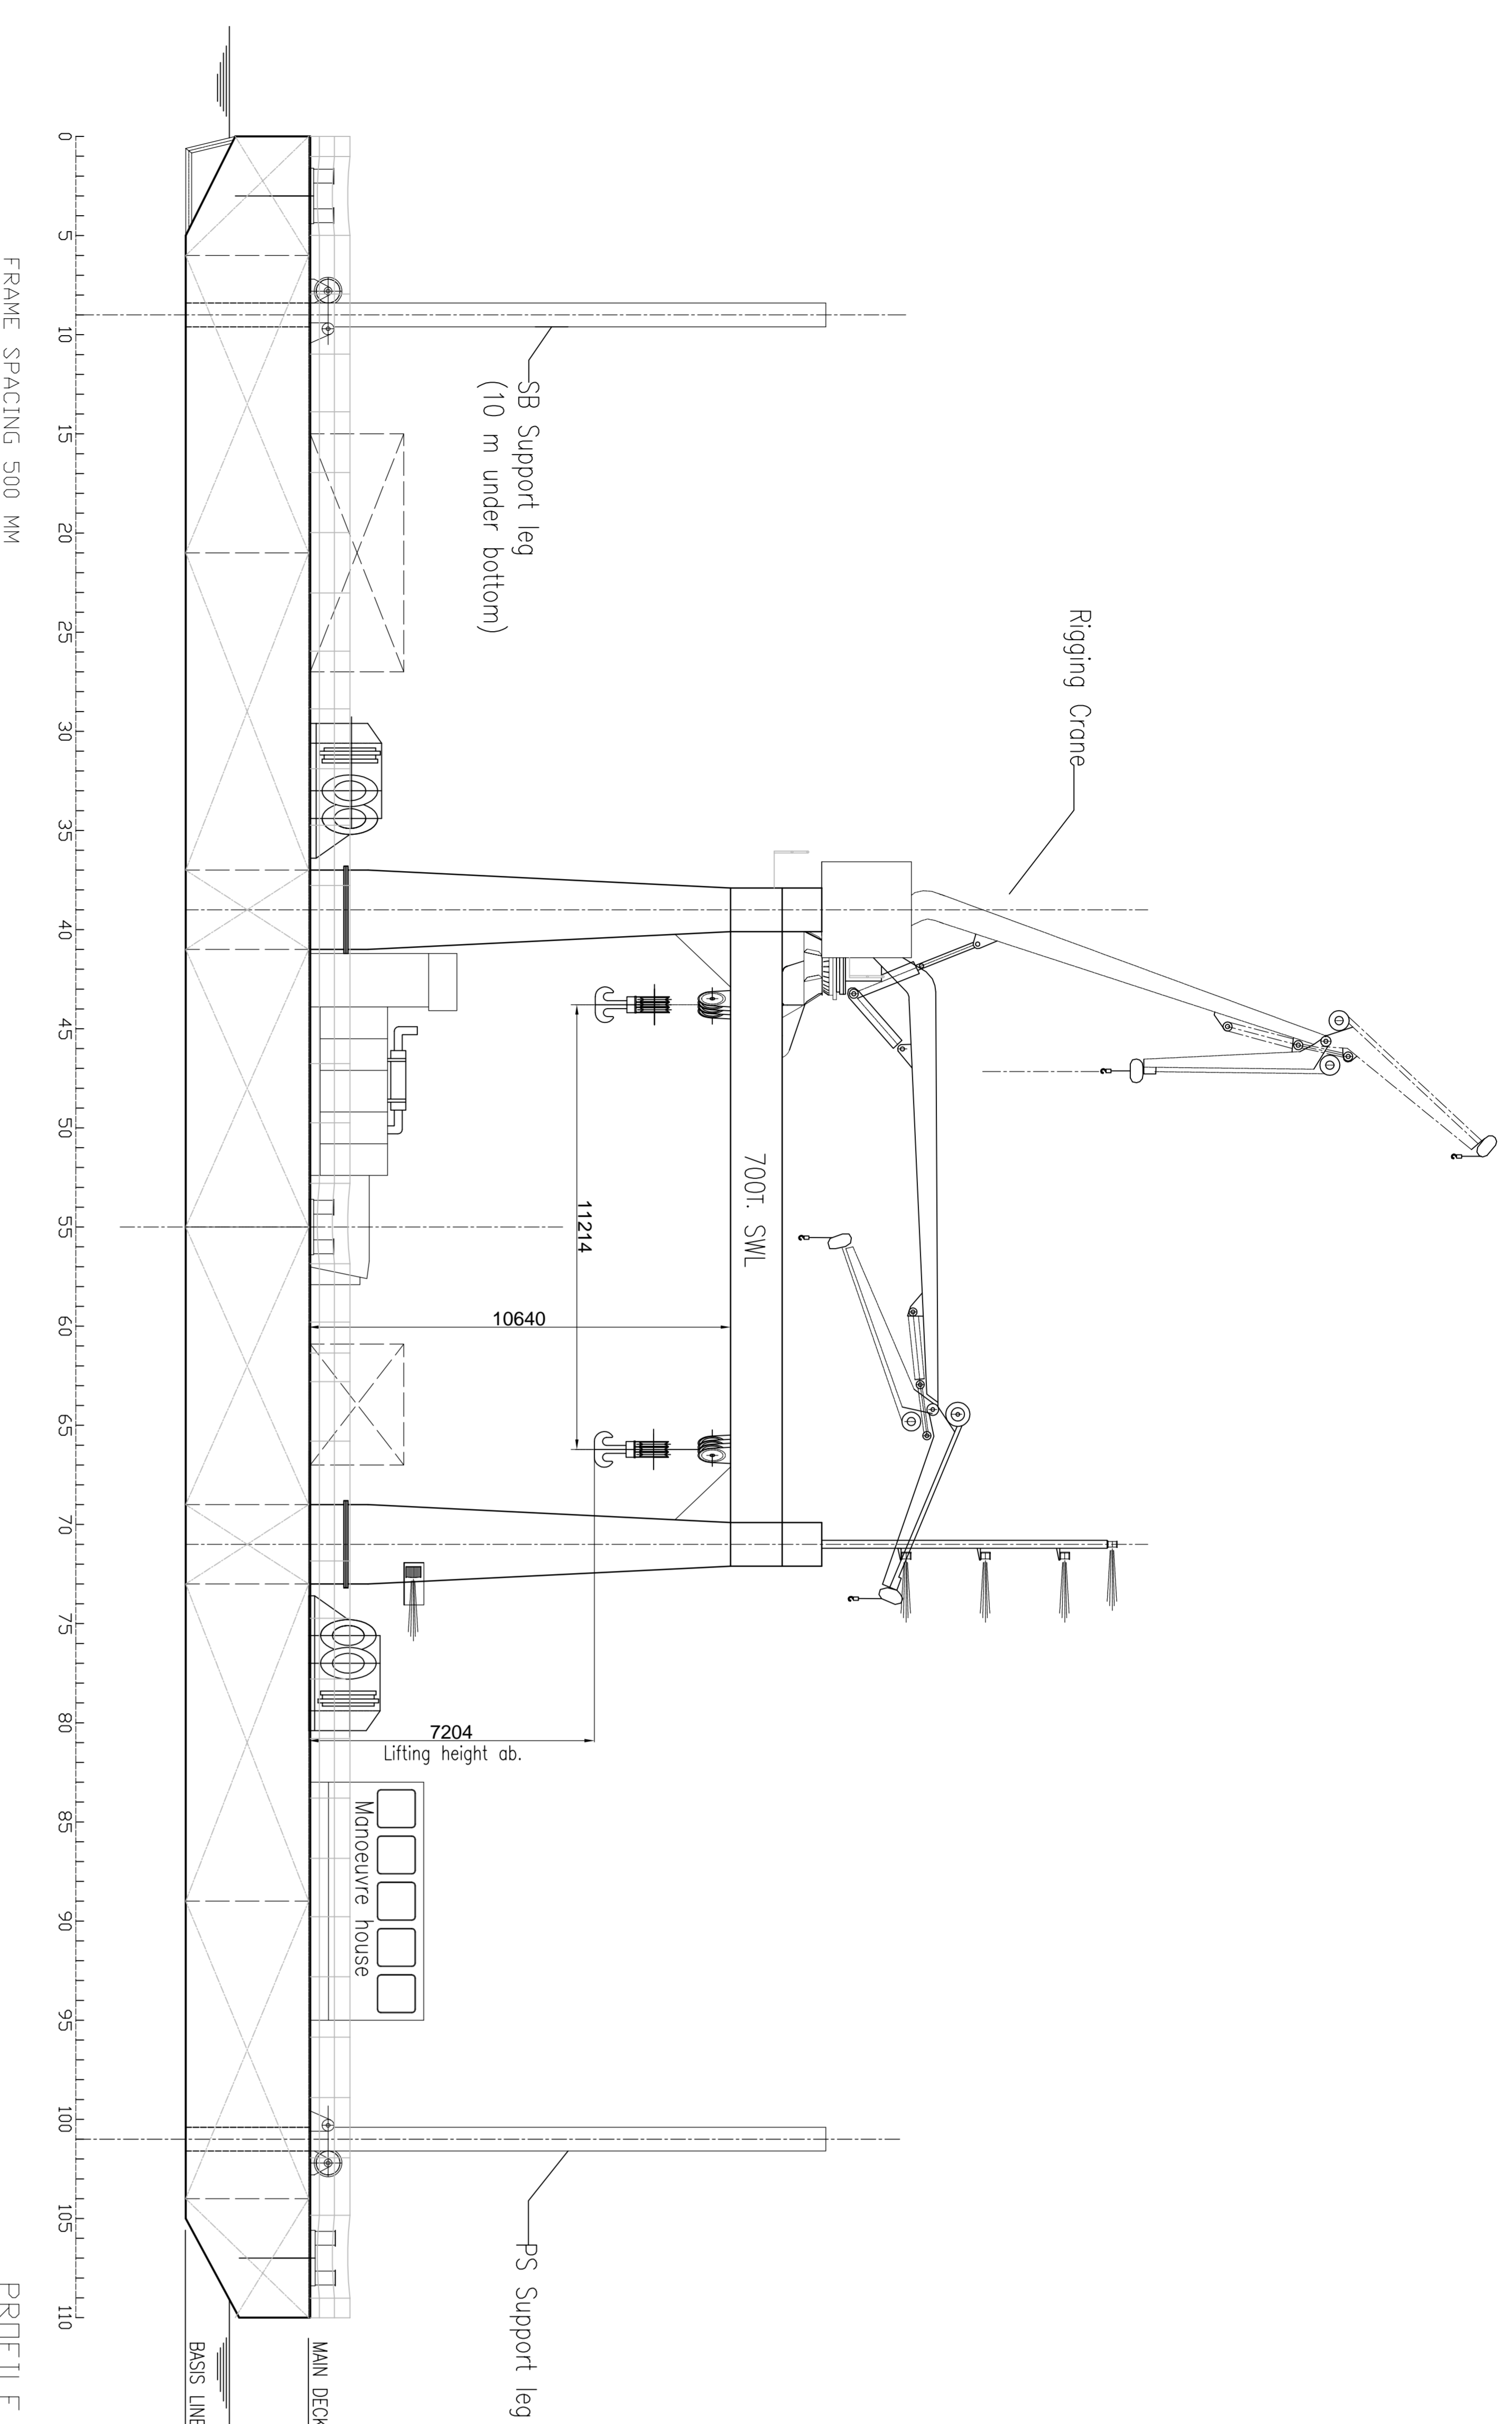 Rigging Crane
SB Support leg
(10 m under bottom)
700T. SWL
11214
10640
7204
Lifting height ab.
Manoeuvre house
PS Support leg
MAIN DECK
BASIS LINE
0 5 10 15 20 25 30 35 40 45 50 55 60 65 70 75 80 85 90 95 100 105 110
FRAME SPACING 500 MM
PROFILE